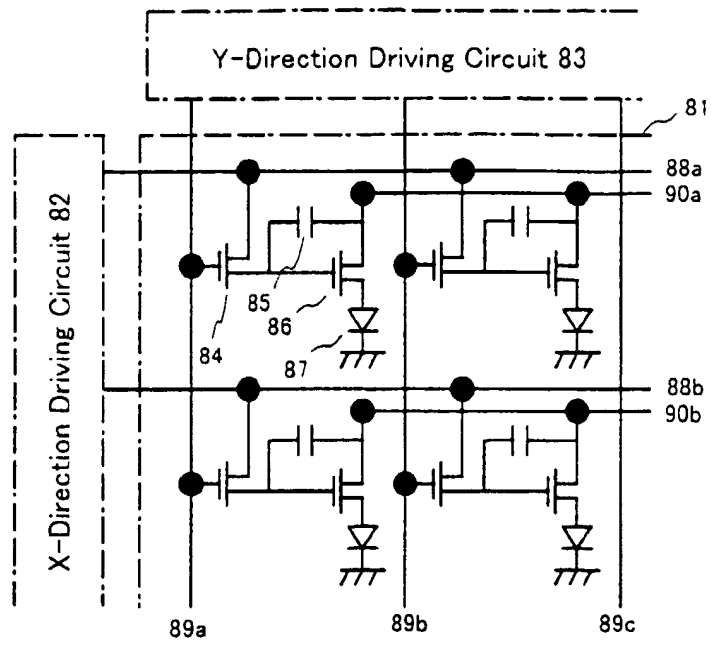 Y-Direction Driving Circuit 83
81
88a
90a
X-Direction Driving Circuit 82
85
86
84
87
88b
90b
89a
89b
89c